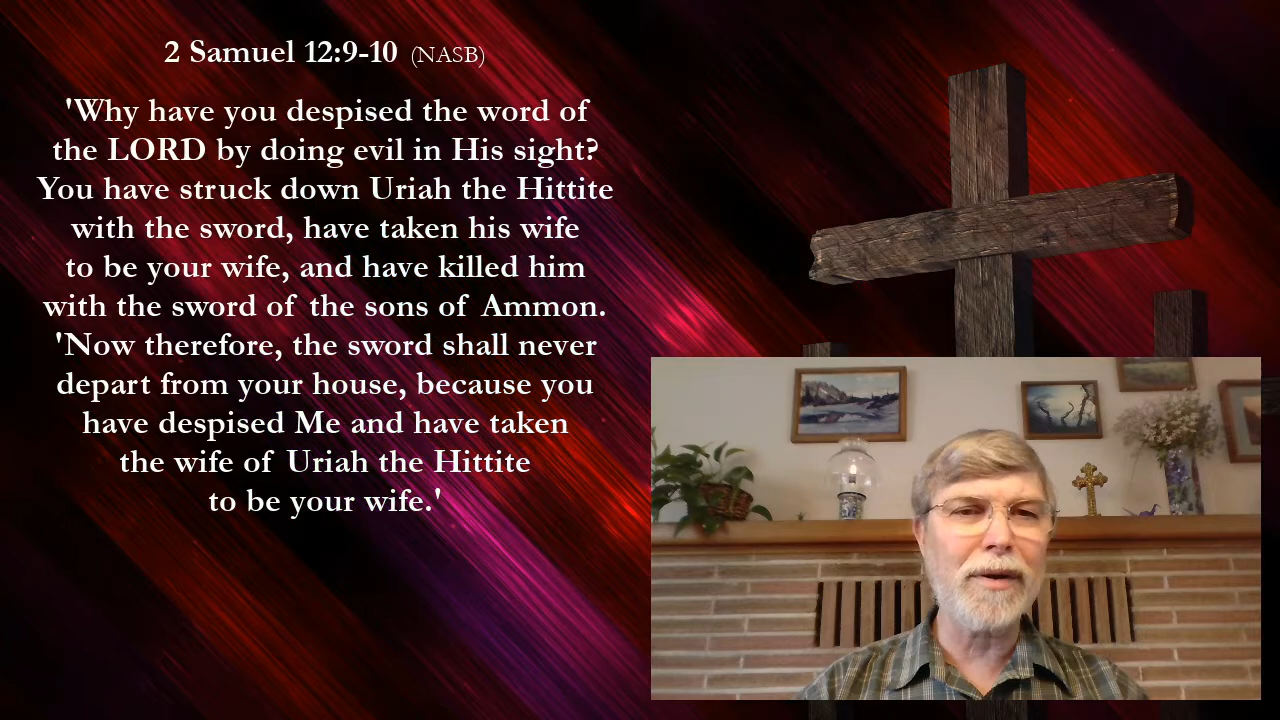 2 Samuel 12:9-10 (NASB)
'Why have you despised the word of
the LORD by doing evil in His sight?
You have struck down Uriah the Hittite
with the sword, have taken his wife
to be your wife, and have killed him
with the sword of the sons of Ammon.
'Now therefore, the sword shall never
depart from your house, because you
have despised Me and have taken
the wife of Uriah the Hittite
to be your wife.'